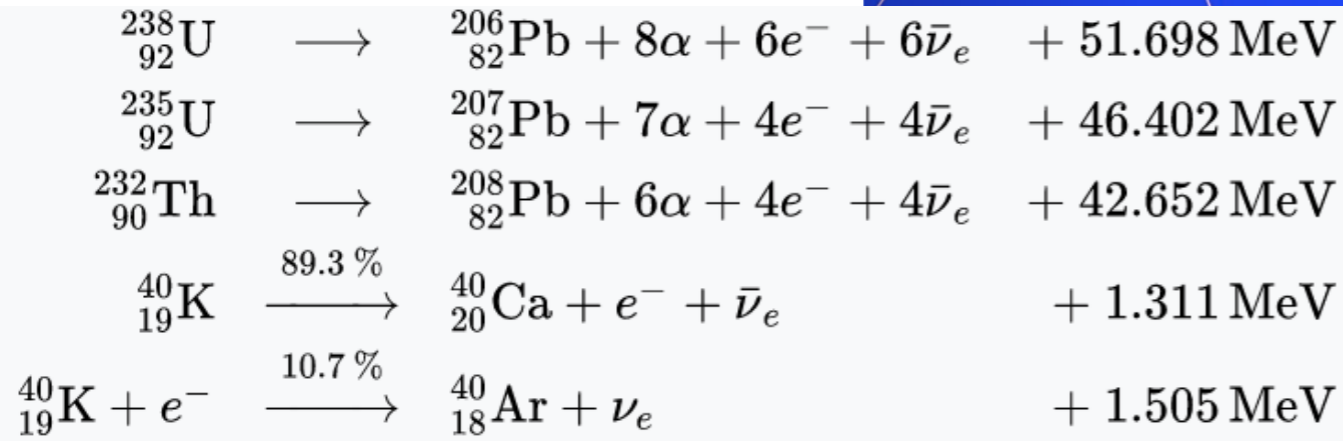 ²³⁸₉₂U ⟶ ²⁰⁶₈₂Pb + 8α + 6e⁻ + 6ν̄ₑ + 51.698 MeV
²³⁵₉₂U ⟶ ²⁰⁷₈₂Pb + 7α + 4e⁻ + 4ν̄ₑ + 46.402 MeV
²³²₉₀Th ⟶ ²⁰⁸₈₂Pb + 6α + 4e⁻ + 4ν̄ₑ + 42.652 MeV
89.3 %
⁴⁰₁₉K ⟶ ⁴⁰₂₀Ca + e⁻ + ν̄ₑ + 1.311 MeV
10.7 %
⁴⁰₁₉K + e⁻ ⟶ ⁴⁰₁₈Ar + νₑ + 1.505 MeV